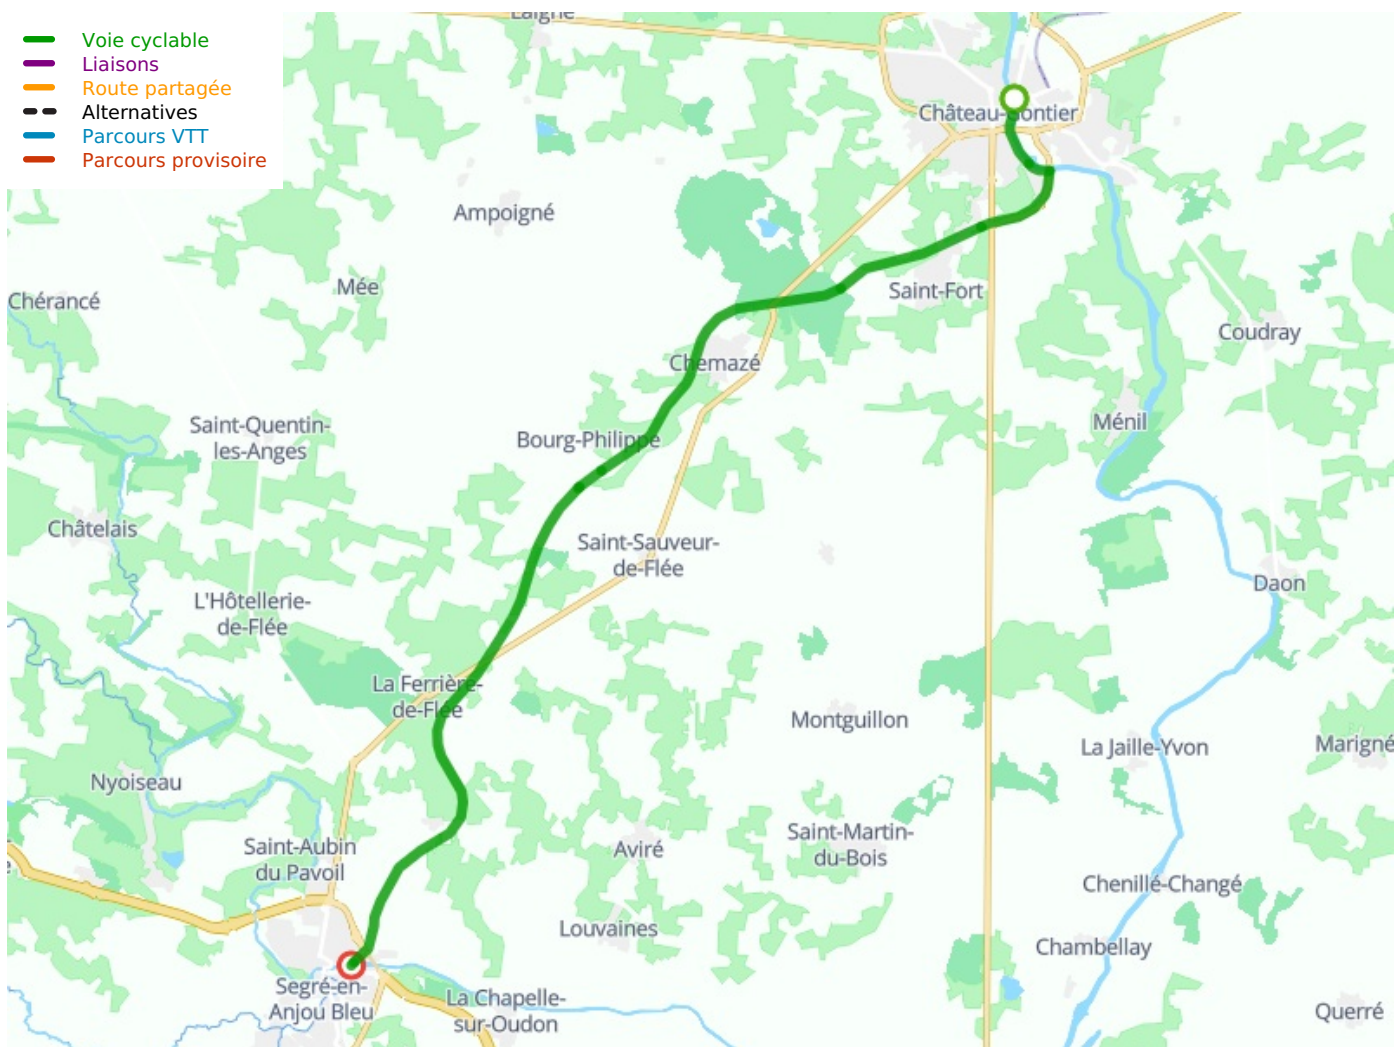 Laigné
Voie cyclable
Liaisons
Route partagée
Alternatives
Parcours VTT
Parcours provisoire
Château-Gontier
Ampoigné
Mée
Chérancé
Saint-Fort
Coudray
Chemazé
Saint-Quentin-
les-Anges
Bourg-Philippe
Ménil
Châtelais
Saint-Sauveur-
de-Flée
Daon
L'Hôtellerie-
de-Flée
La Ferrière-
de-Flée
Montguillon
La Jaille-Yvon
Marigné
Nyoiseau
Saint-Aubin
du Pavoil
Aviré
Saint-Martin-
du-Bois
Chenillé-Changé
Louvaines
Chambellay
Segré-en-
Anjou Bleu
La Chapelle-
sur-Oudon
Querré